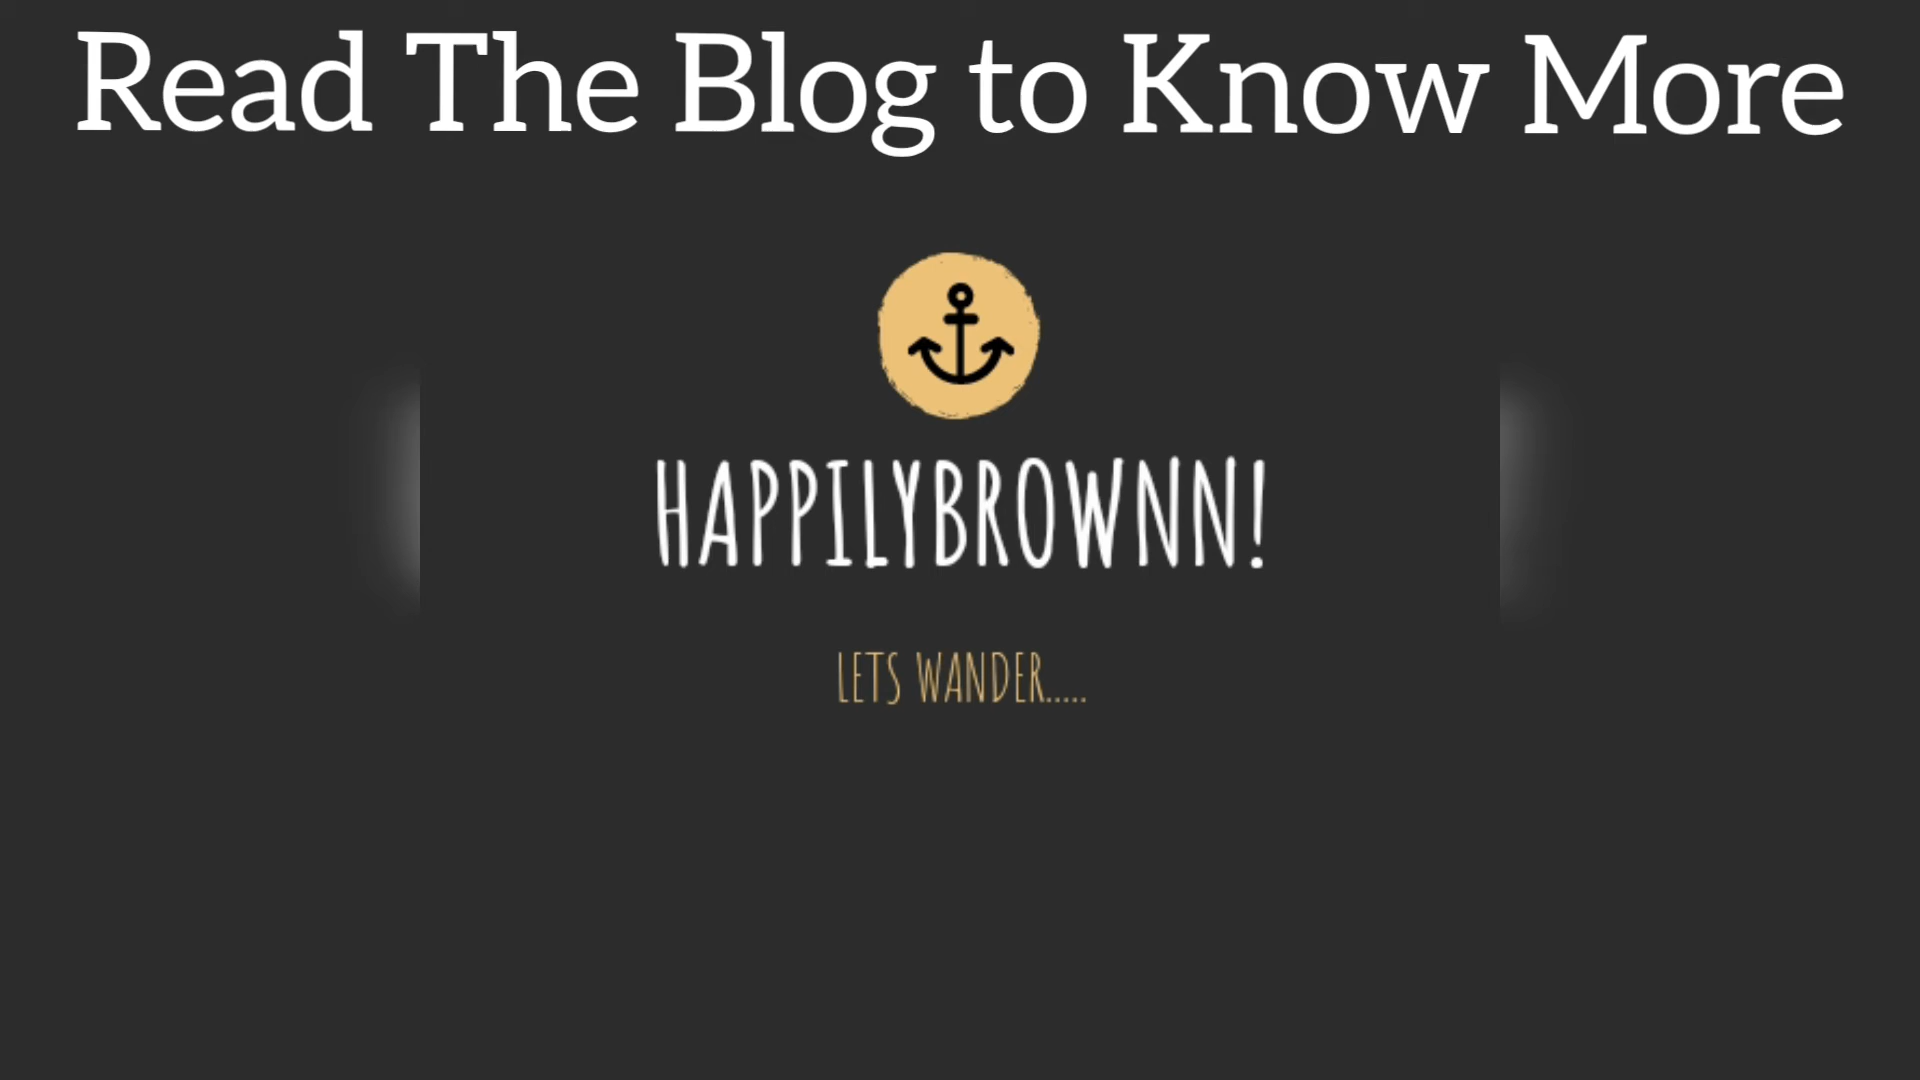 Read The Blog to Know More
HAPPILYBROWNN!
LETS WANDER.....